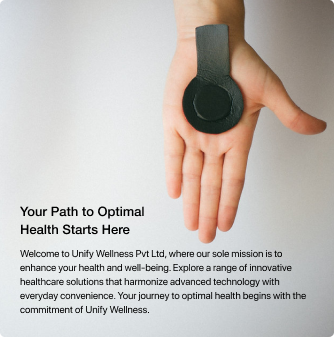 Your Path to Optimal
Health Starts Here
Welcome to Unify Wellness Pvt Ltd, where our sole mission is to
enhance your health and well-being. Explore a range of innovative
healthcare solutions that harmonize advanced technology with
everyday convenience. Your journey to optimal health begins with the
commitment of Unify Wellness.